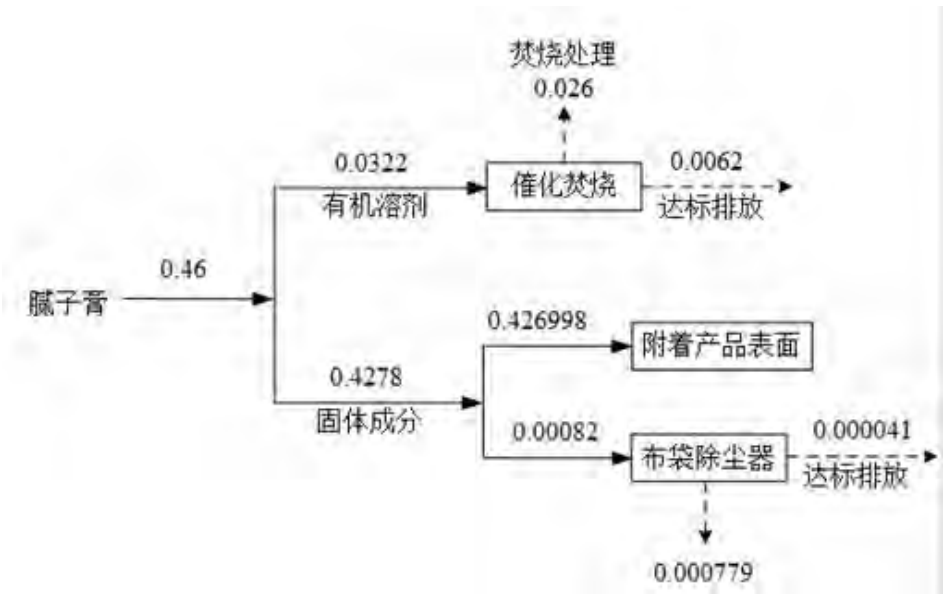 焚烧处理
0.026
0.0322
有机溶剂
催化焚烧
0.0062
达标排放
0.46
腻子膏
0.426998
附着产品表面
0.4278
固体成分
0.00082
布袋除尘器
0.000041
达标排放
0.000779